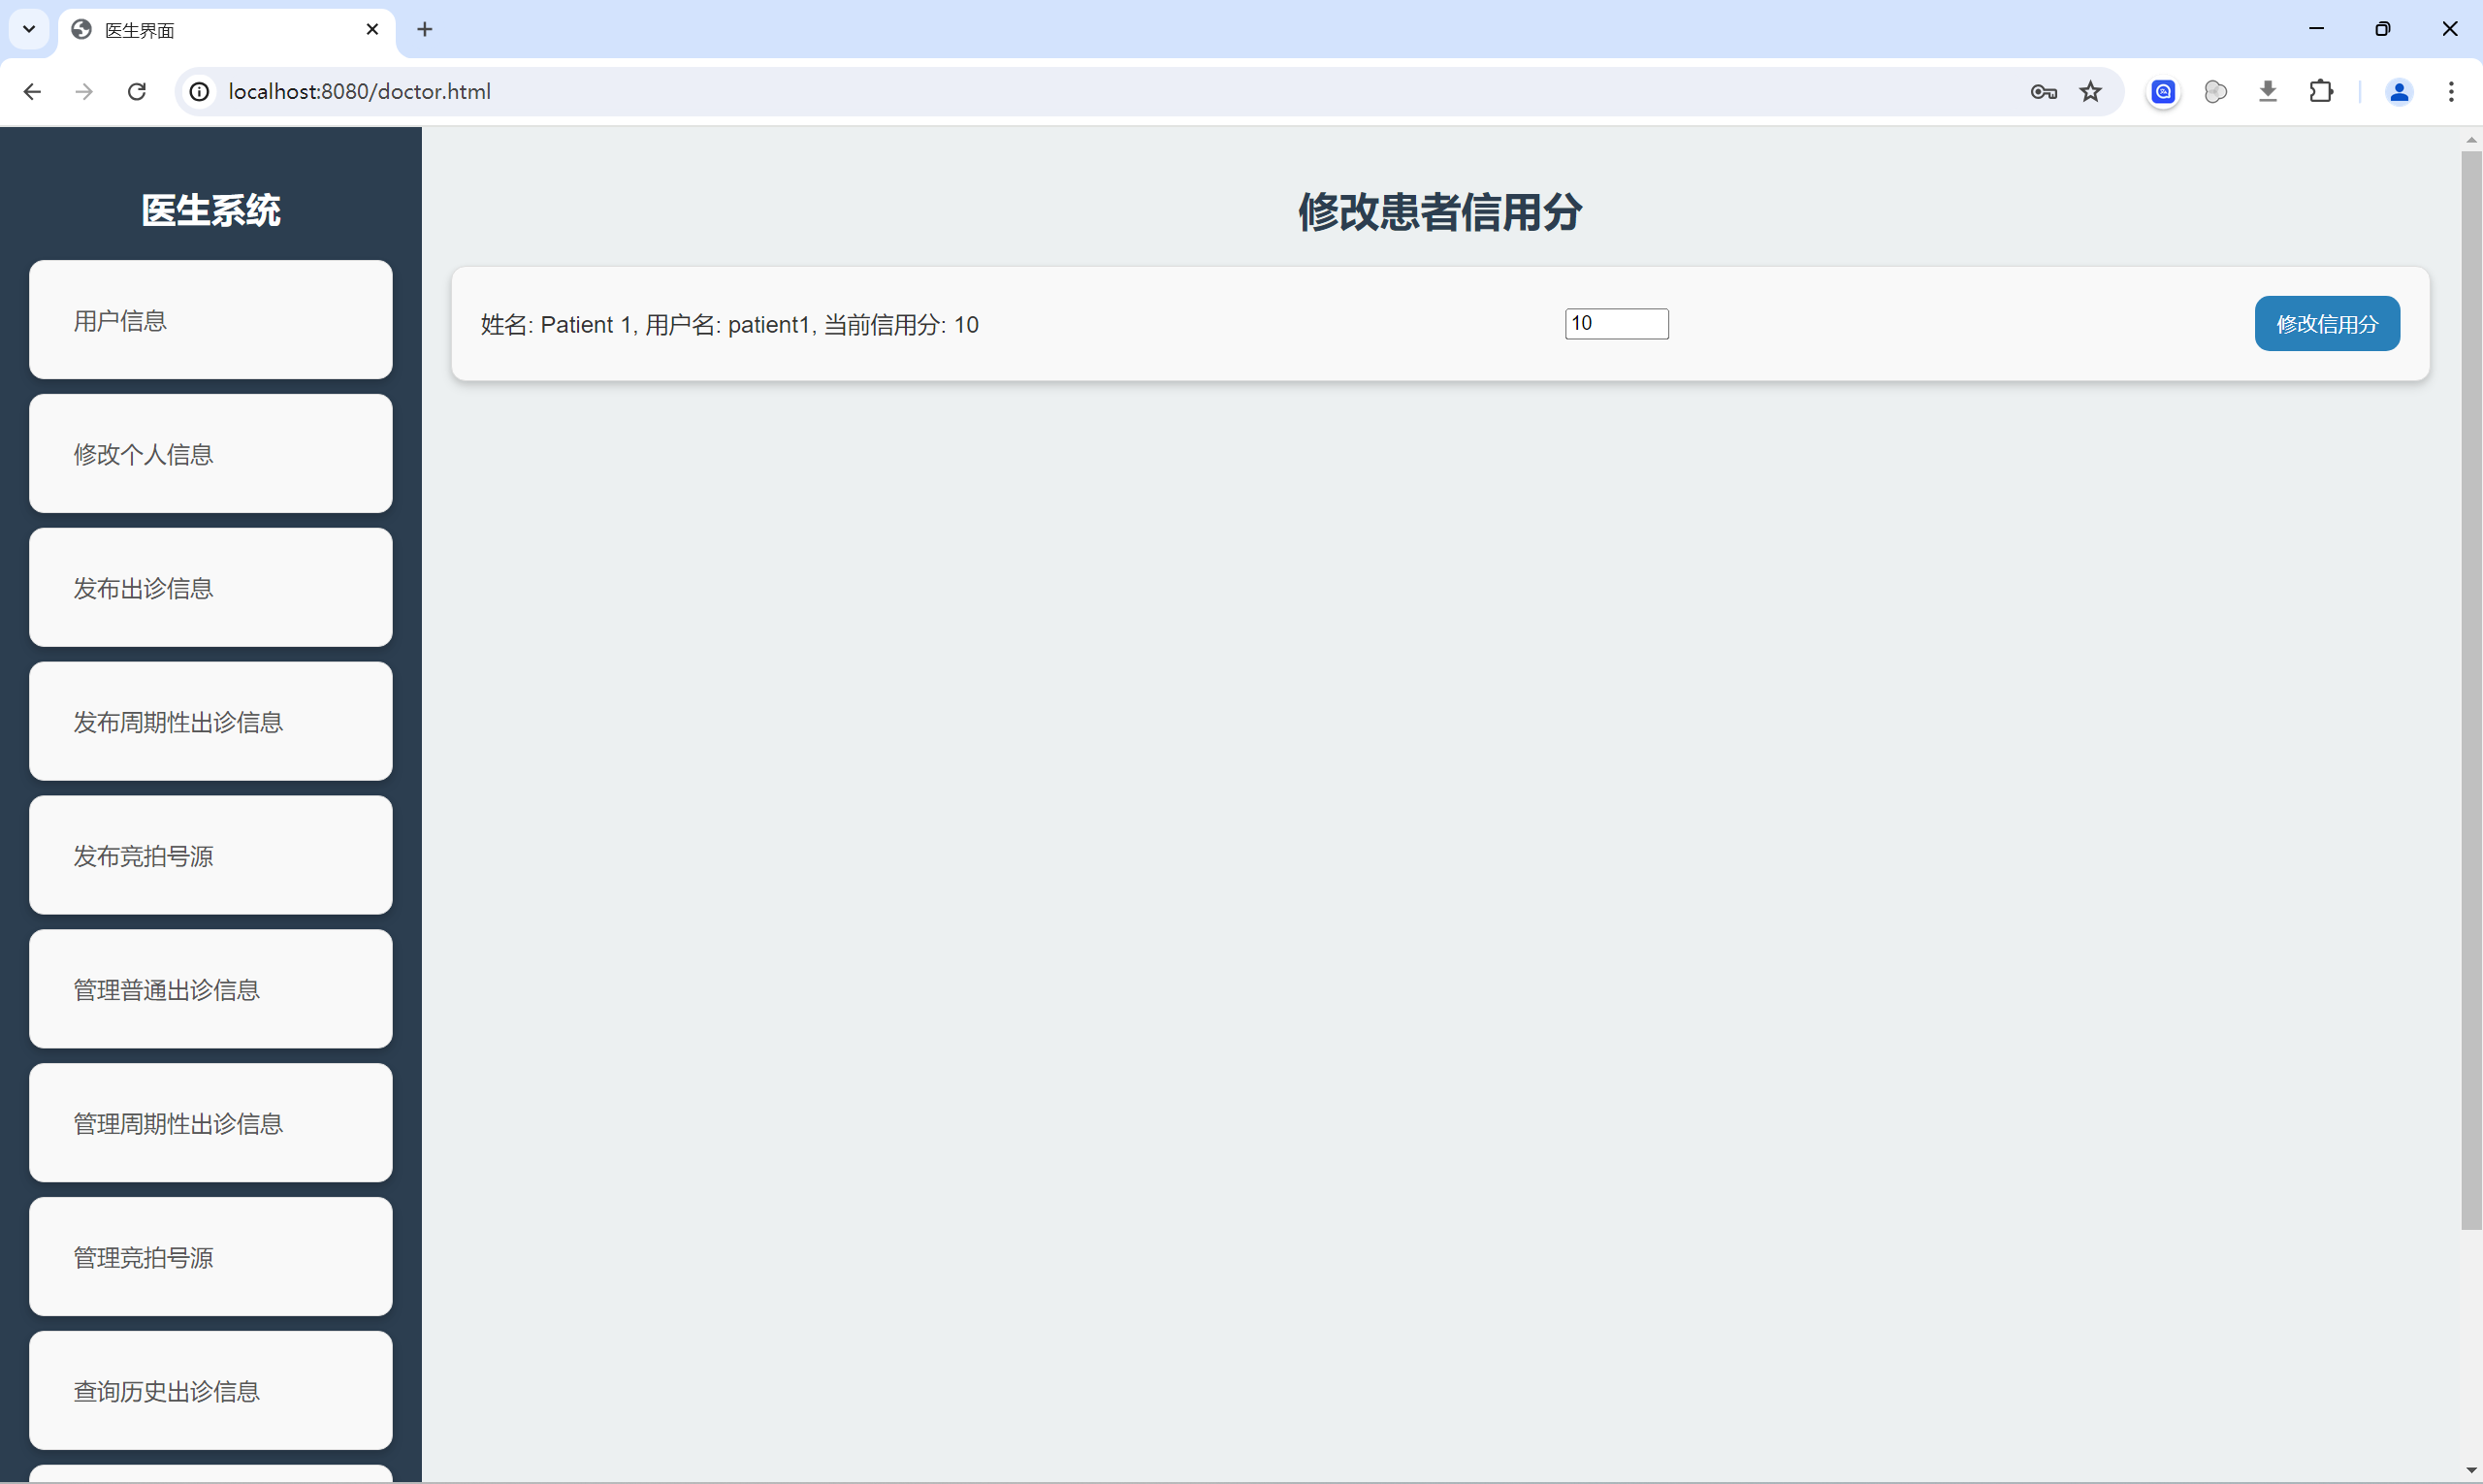 医生界面
localhost:8080/doctor.html
医生系统
用户信息
修改个人信息
发布出诊信息
发布周期性出诊信息
发布竞拍号源
管理普通出诊信息
管理周期性出诊信息
管理竞拍号源
查询历史出诊信息
修改患者信用分
姓名: Patient 1, 用户名: patient1, 当前信用分: 10
10
修改信用分